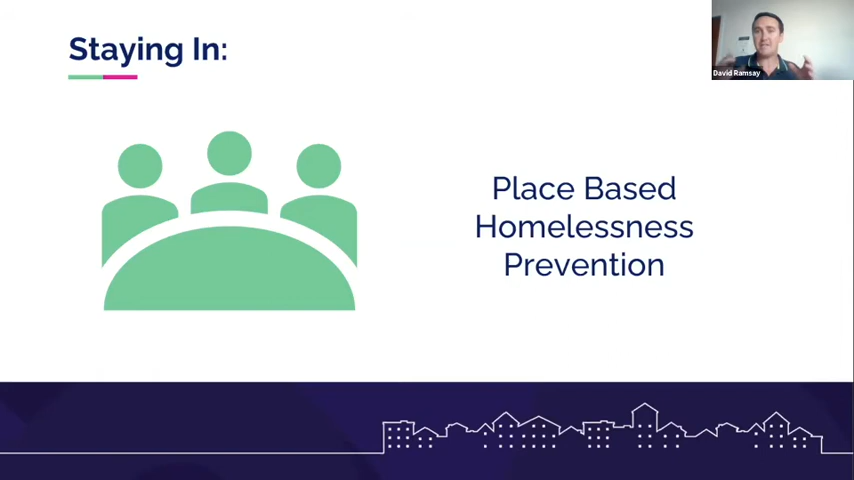 Staying In:
David Ramsay
Place Based
Homelessness
Prevention